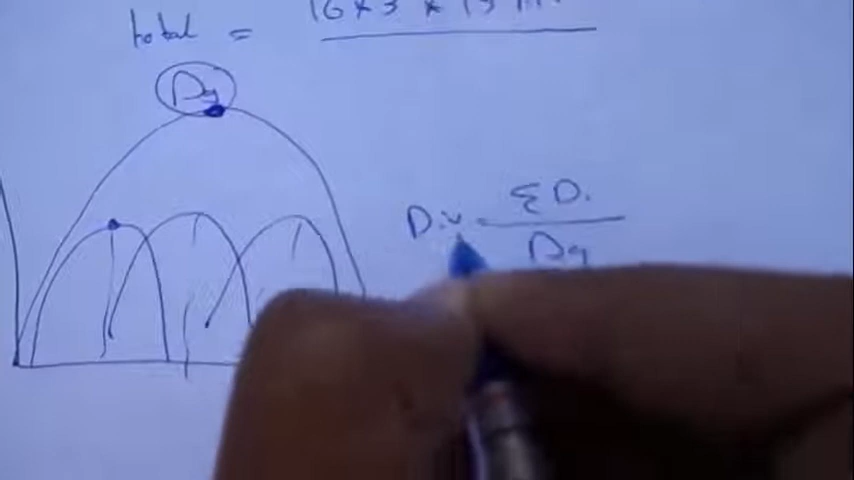 total =
Dg
Div = ΣDi
Dg